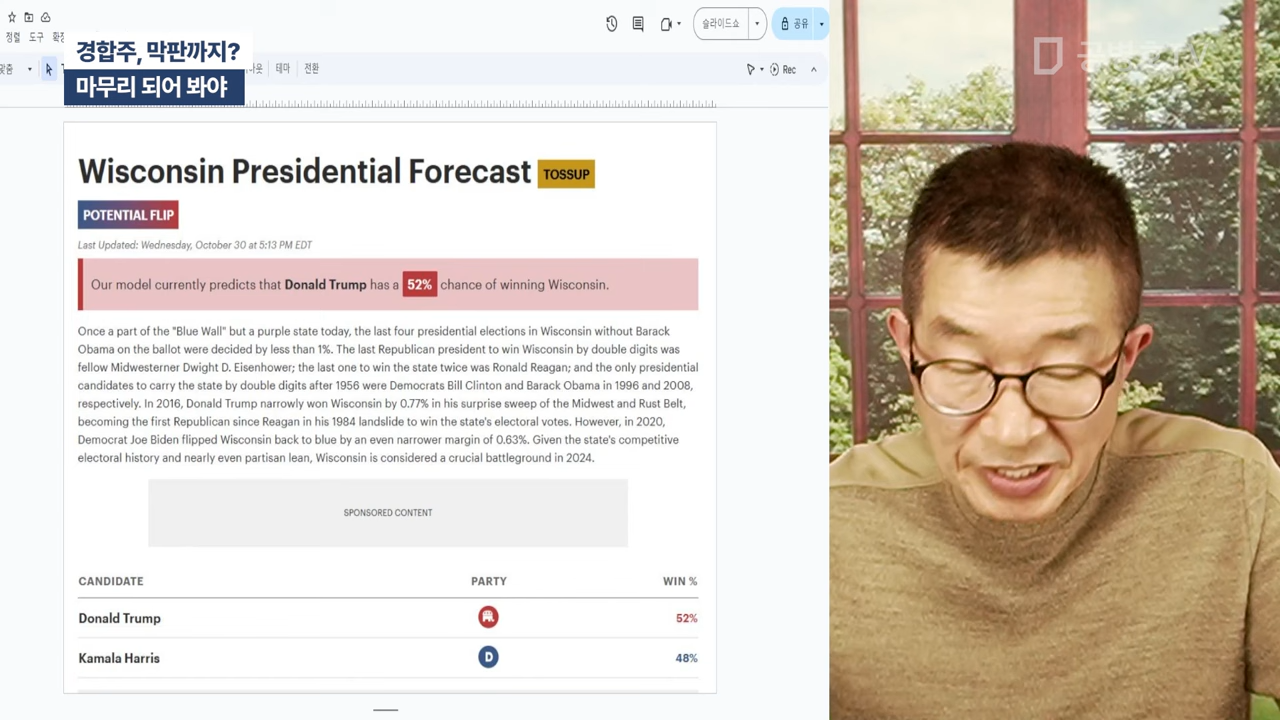 경합주, 막판까지?
마무리 되어 봐야
정렬 도구
슬라이드쇼
공유
테마
전환
Rec
Wisconsin Presidential Forecast TOSSUP
POTENTIAL FLIP
Last Updated: Wednesday, October 30 at 5:13 PM EDT
Our model currently predicts that Donald Trump has a 52% chance of winning Wisconsin.
Once a part of the "Blue Wall" but a purple state today, the last four presidential elections in Wisconsin without Barack
Obama on the ballot were decided by less than 1%. The last Republican president to win Wisconsin by double digits was
fellow Midwesterner Dwight D. Eisenhower; the last one to win the state twice was Ronald Reagan; and the only presidential
candidates to carry the state by double digits after 1956 were Democrats Bill Clinton and Barack Obama in 1996 and 2008,
respectively. In 2016, Donald Trump narrowly won Wisconsin by 0.77% in his surprise sweep of the Midwest and Rust Belt,
becoming the first Republican since Reagan in his 1984 landslide to win the state's electoral votes. However, in 2020,
Democrat Joe Biden flipped Wisconsin back to blue by an even narrower margin of 0.63%. Given the state's competitive
electoral history and nearly even partisan lean, Wisconsin is considered a crucial battleground in 2024.
SPONSORED CONTENT
CANDIDATE PARTY WIN %
Donald Trump 52%
Kamala Harris D 48%